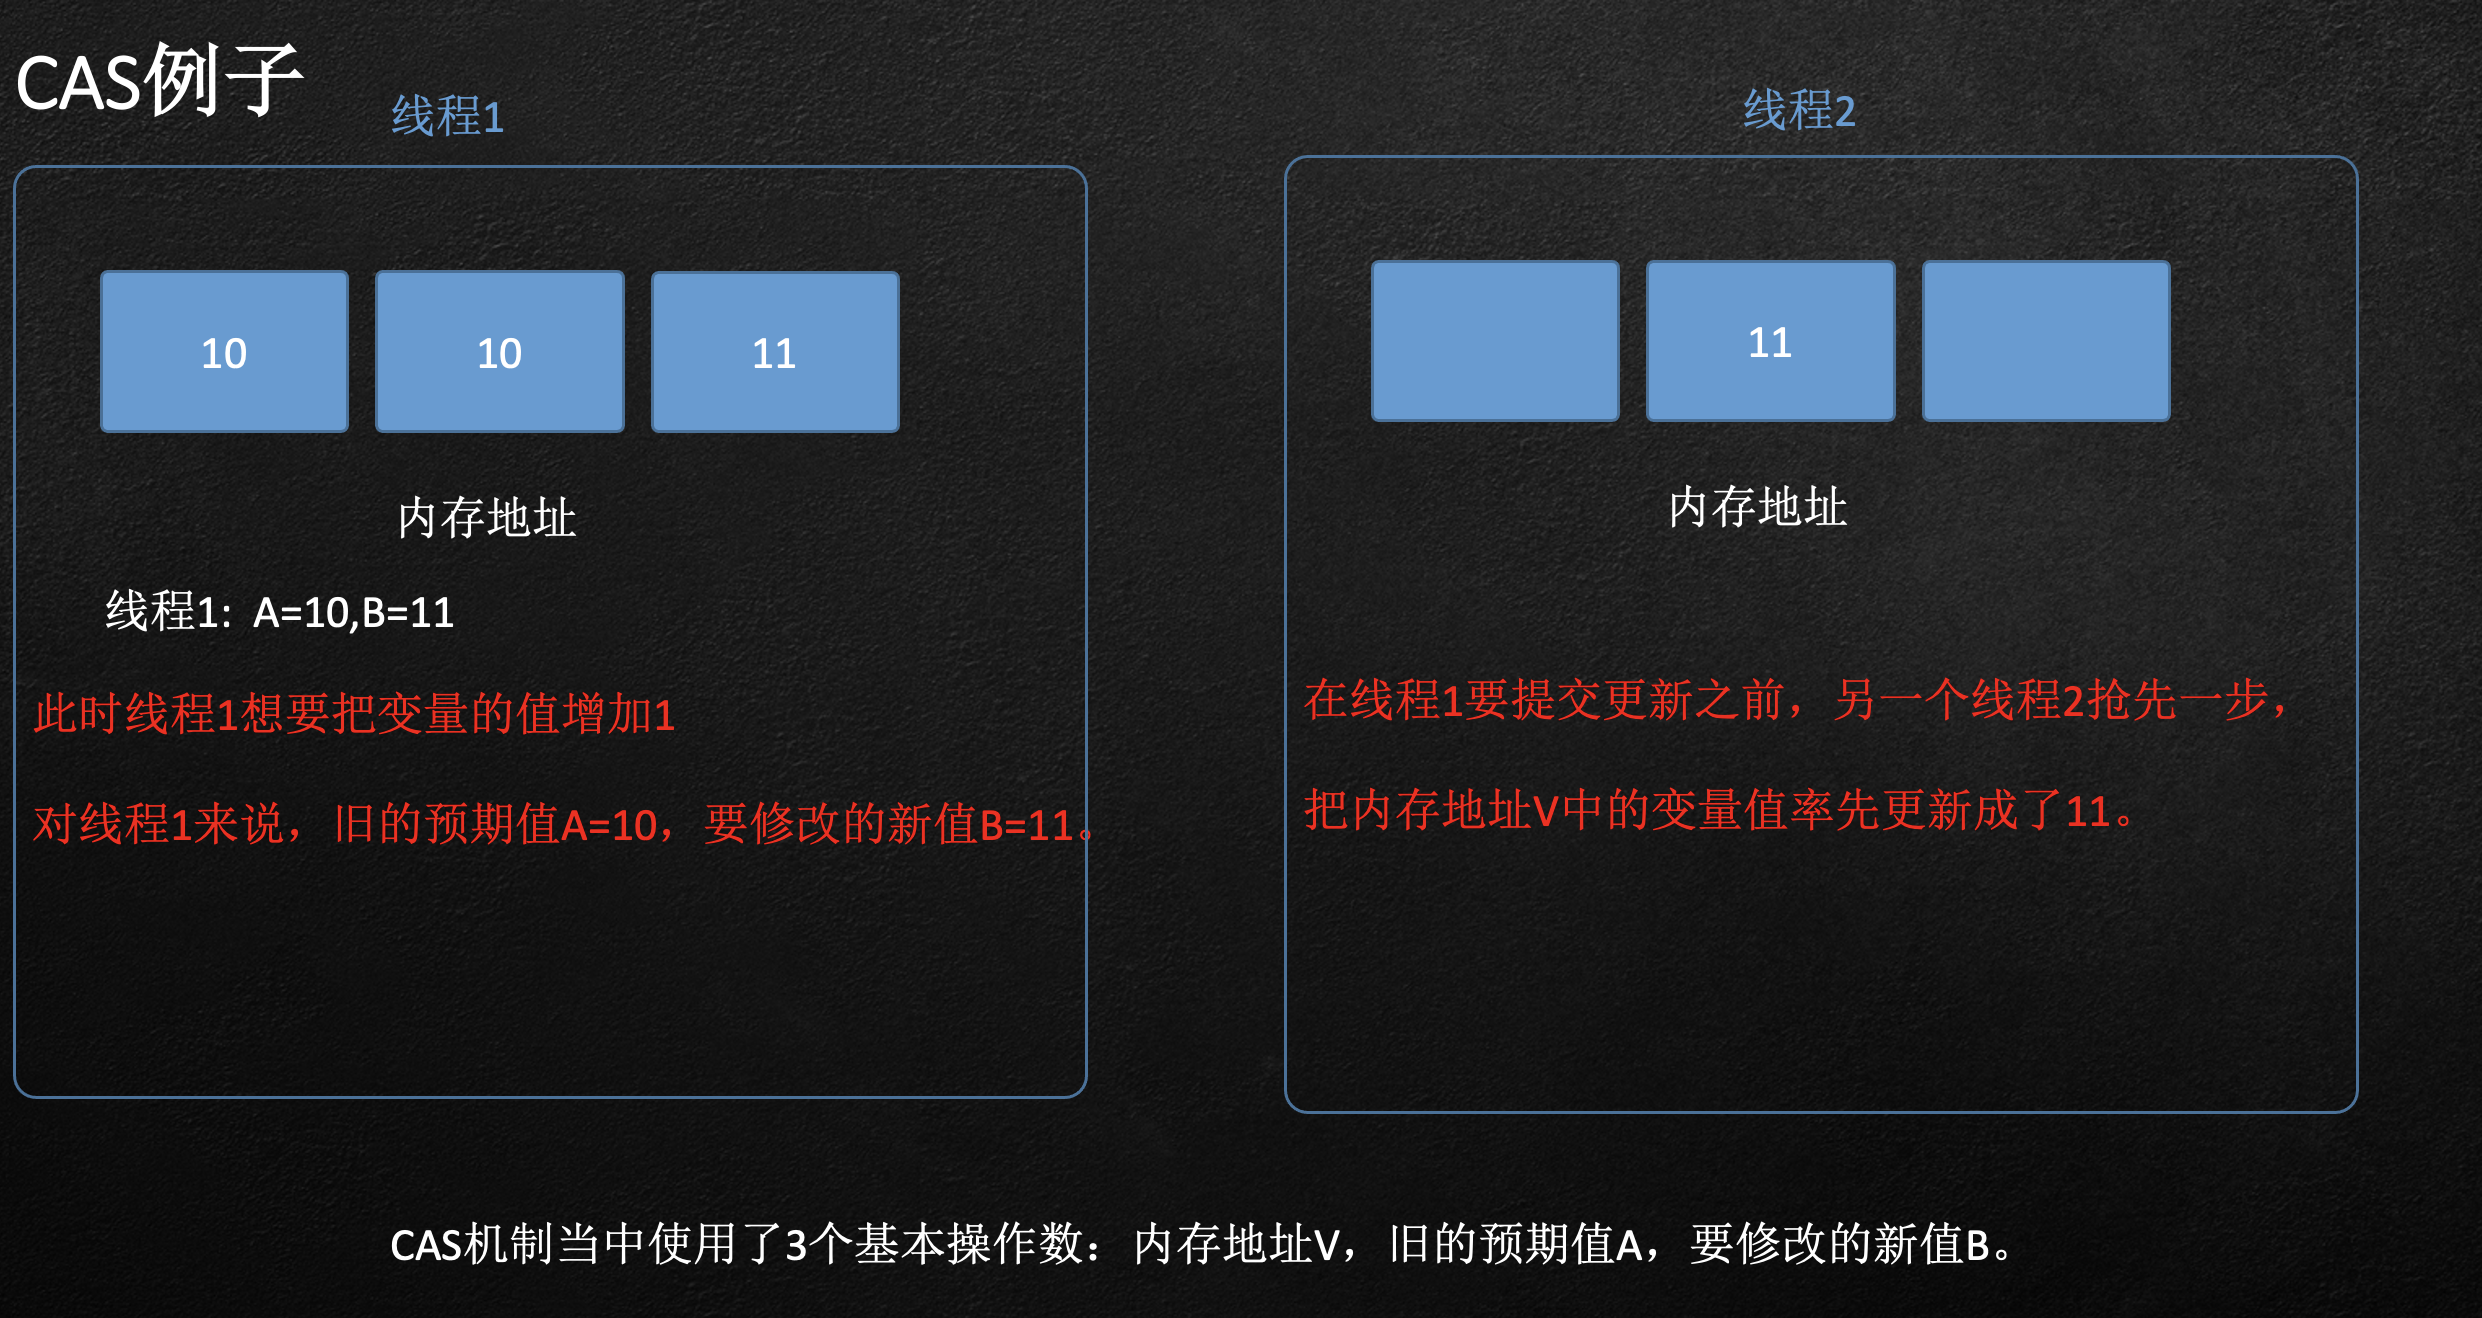 CAS例子
线程1
10
10
11
内存地址
线程1：A=10,B=11
此时线程1想要把变量的值增加1
对线程1来说，旧的预期值A=10，要修改的新值B=11。
线程2
11
内存地址
在线程1要提交更新之前，另一个线程2抢先一步，
把内存地址V中的变量值率先更新成了11。
CAS机制当中使用了3个基本操作数：内存地址V，旧的预期值A，要修改的新值B。